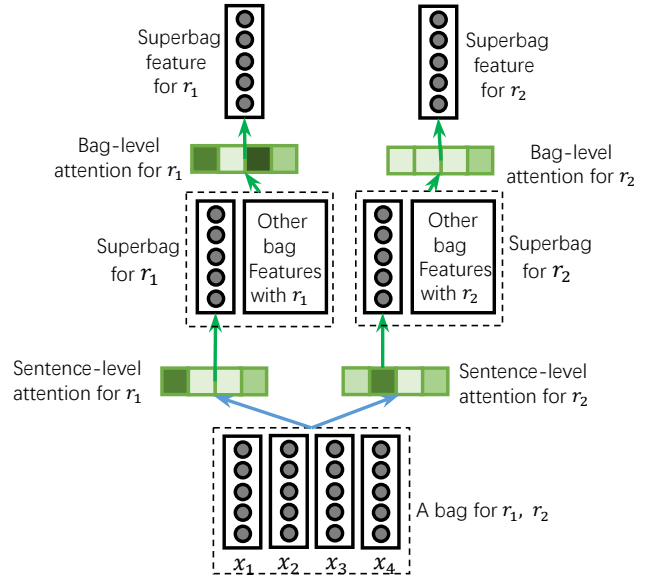 Superbag
feature
for r₁
Superbag
feature
for r₂
Bag-level
attention for r₁
Bag-level
attention for r₂
Superbag
for r₁
Other
bag
Features
with r₁
Other
bag
Features
with r₂
Superbag
for r₂
Sentence-level
attention for r₁
Sentence-level
attention for r₂
A bag for r₁, r₂
x₁ x₂ x₃ x₄